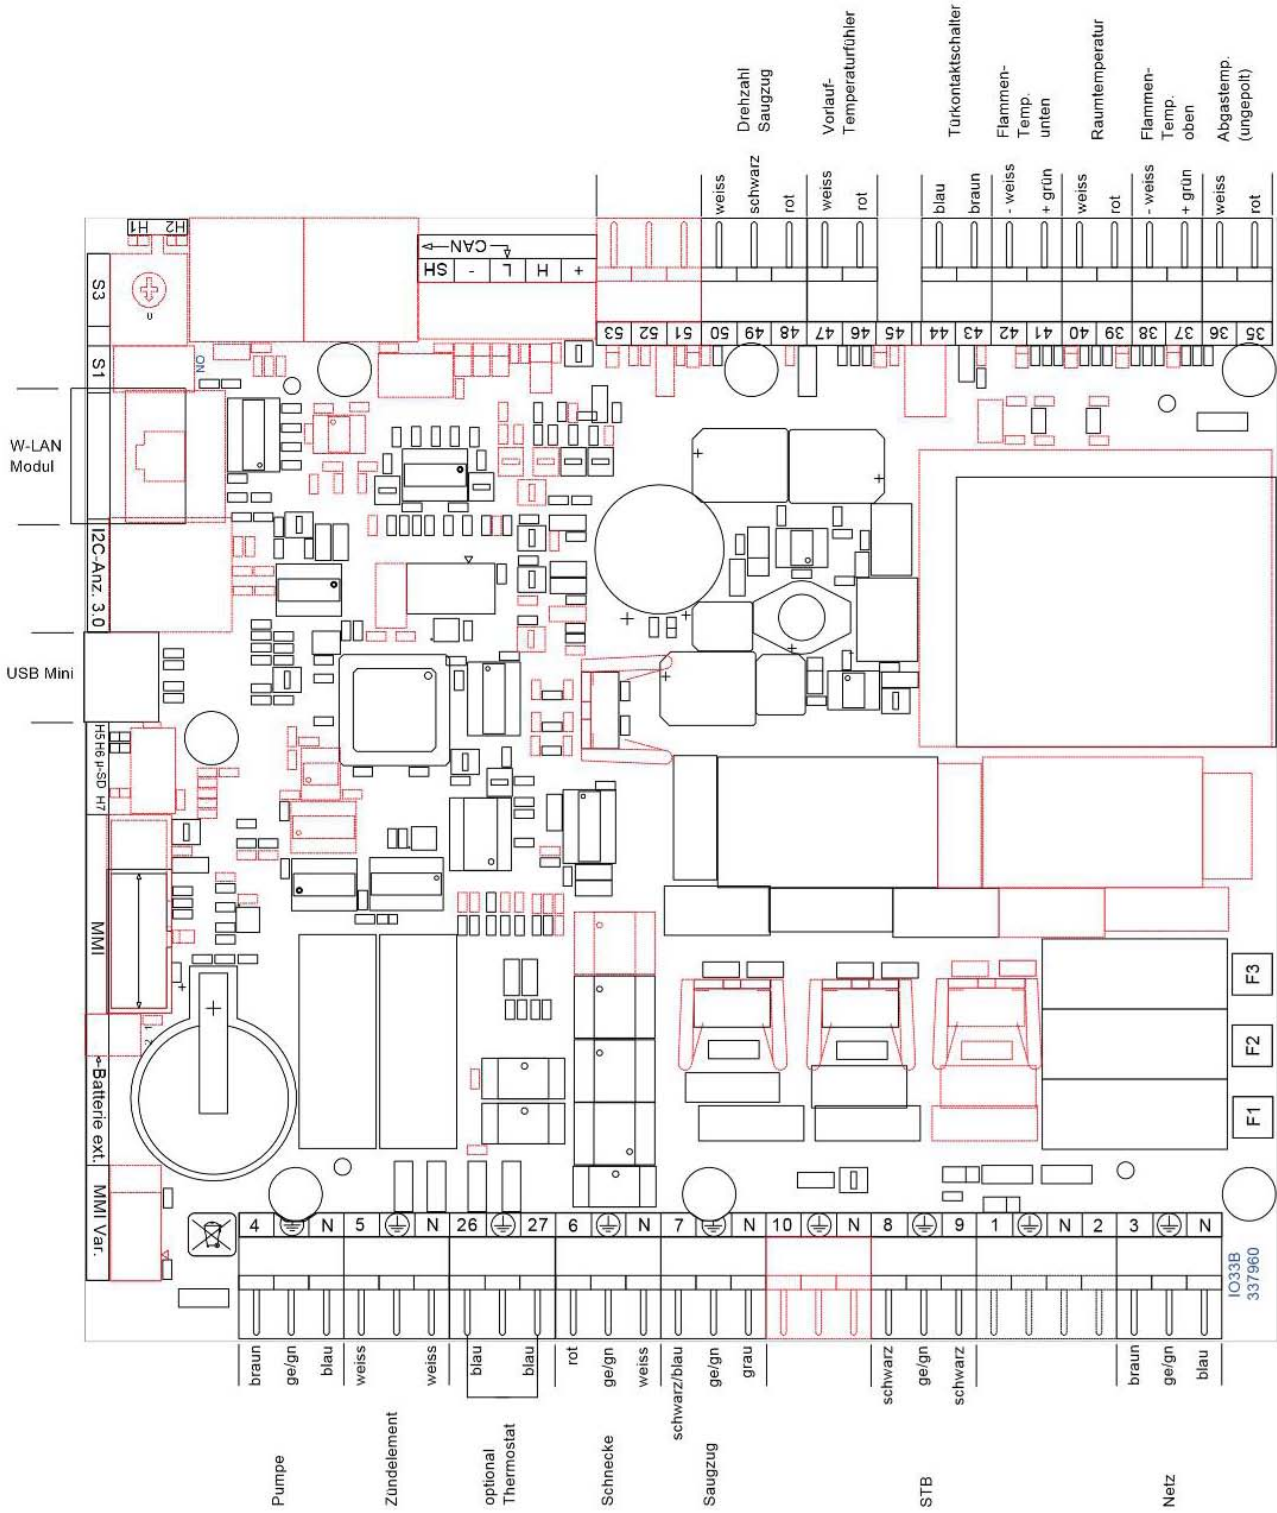 Drehzahl
Saugzug
Vorlauf-
Temperaturfühler
Türkontaktschalter
Flammen-
Temp.
unten
Raumtemperatur
Flammen-
Temp.
oben
Abgastemp.
(ungepolt)
weiss
schwarz
rot
weiss
rot
blau
braun
- weiss
+ grün
weiss
rot
- weiss
+ grün
weiss
rot
H1
H2
CAN
SH
-
L
H
+
53
52
51
50
49
48
47
46
45
44
43
42
41
40
39
38
37
36
35
S3
S1
ON
W-LAN
Modul
I2C-Anz. 3.0
USB Mini
H5 H6 µ-SD H7
MMI
Batterie ext.
MMI Var.
F3
F2
F1
4
N
5
N
26
27
6
N
7
N
10
N
8
9
1
N
2
3
N
IO33B
337960
braun
ge/gn
blau
weiss
weiss
blau
blau
rot
ge/gn
weiss
schwarz/blau
ge/gn
grau
schwarz
ge/gn
schwarz
braun
ge/gn
blau
Pumpe
Zündelement
optional
Thermostat
Schnecke
Saugzug
STB
Netz